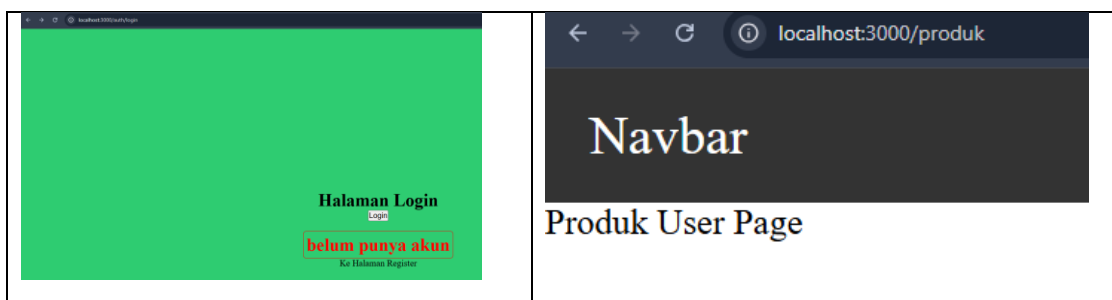 localhost:3000/auth/login
Halaman Login
Login
belum punya akun
Ke Halaman Register
localhost:3000/produk
Navbar
Produk User Page